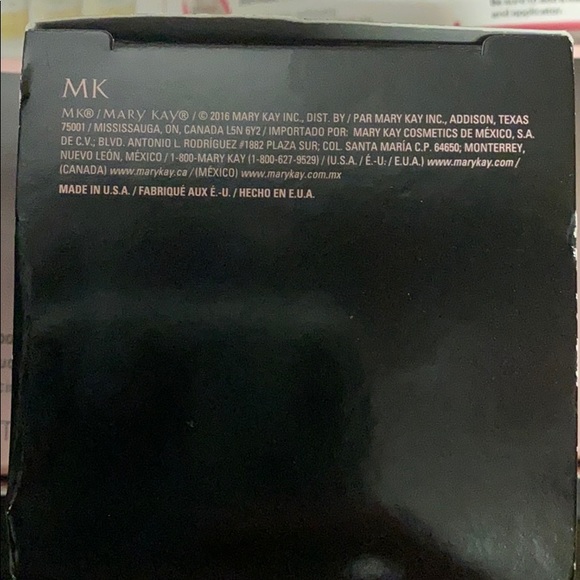 MK
MK® / MARY KAY® / © 2016 MARY KAY INC., DIST. BY / PAR MARY KAY INC., ADDISON, TEXAS
75001 / MISSISSAUGA, ON, CANADA L5N 6Y2 / IMPORTADO POR: MARY KAY COSMETICS DE MÉXICO, S.A.
DE C.V.; BLVD. ANTONIO L. RODRÍGUEZ #1882 PLAZA SUR; COL. SANTA MARÍA C.P. 64650; MONTERREY,
NUEVO LEÓN, MÉXICO / 1-800-MARY KAY (1-800-627-9529) / (U.S.A. / É.-U. / E.U.A.) www.marykay.com /
(CANADA) www.marykay.ca / (MÉXICO) www.marykay.com.mx
MADE IN U.S.A. / FABRIQUÉ AUX É.-U. / HECHO EN E.U.A.